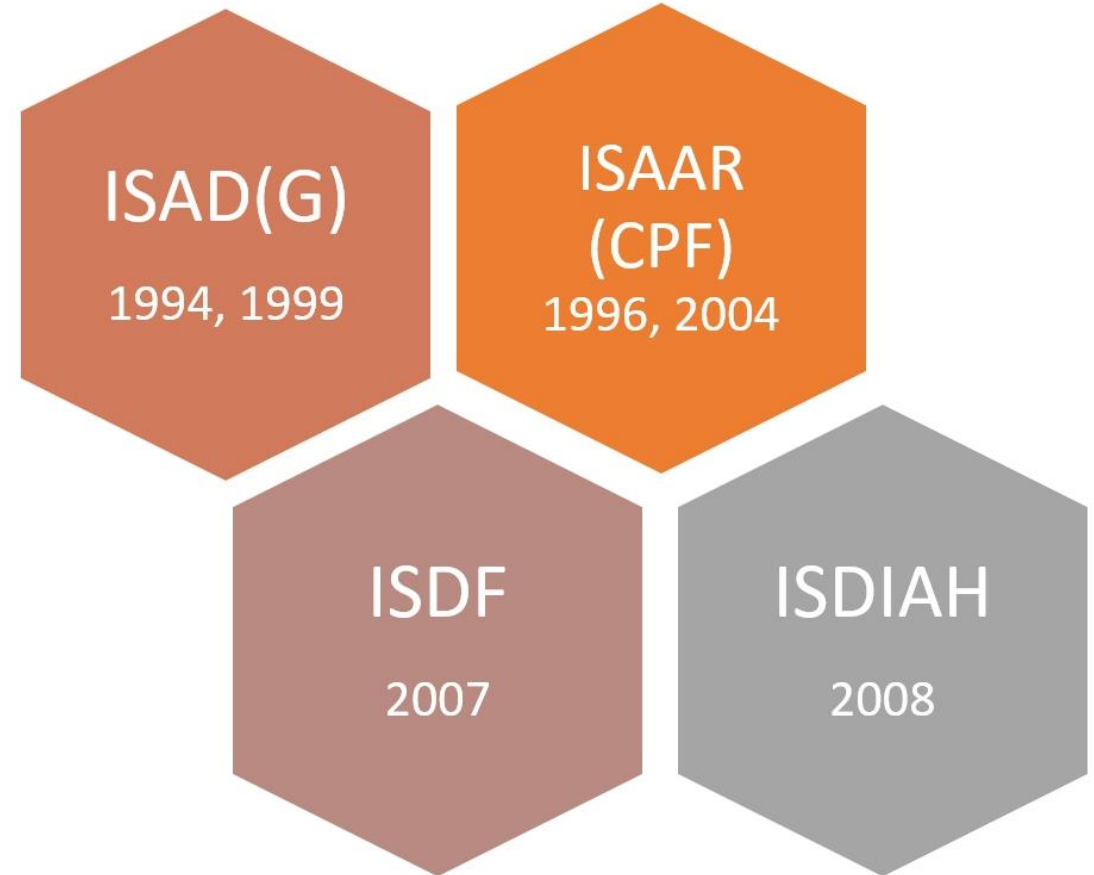 ISAD(G)
1994, 1999
ISAAR
(CPF)
1996, 2004
ISDF
2007
ISDIAH
2008